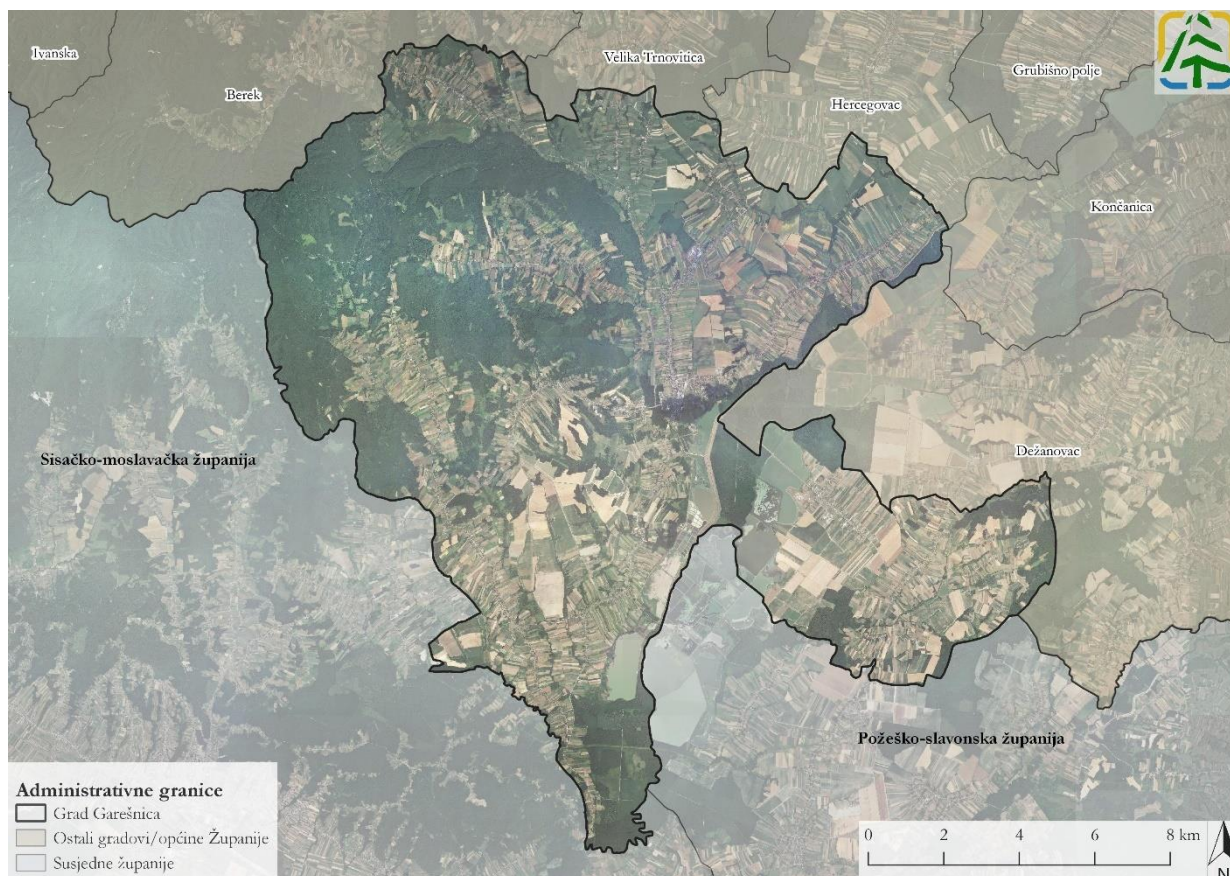 Ivanska
Berek
Velika Trnovitica
Grubišno polje
Hercegovac
Končanica
Dežanovac
Sisačko-moslavačka županija
Požeško-slavonska županija
Administrativne granice
Grad Garešnica
Ostali gradovi/općine Županije
Susjedne županije
0 2 4 6 8 km
N